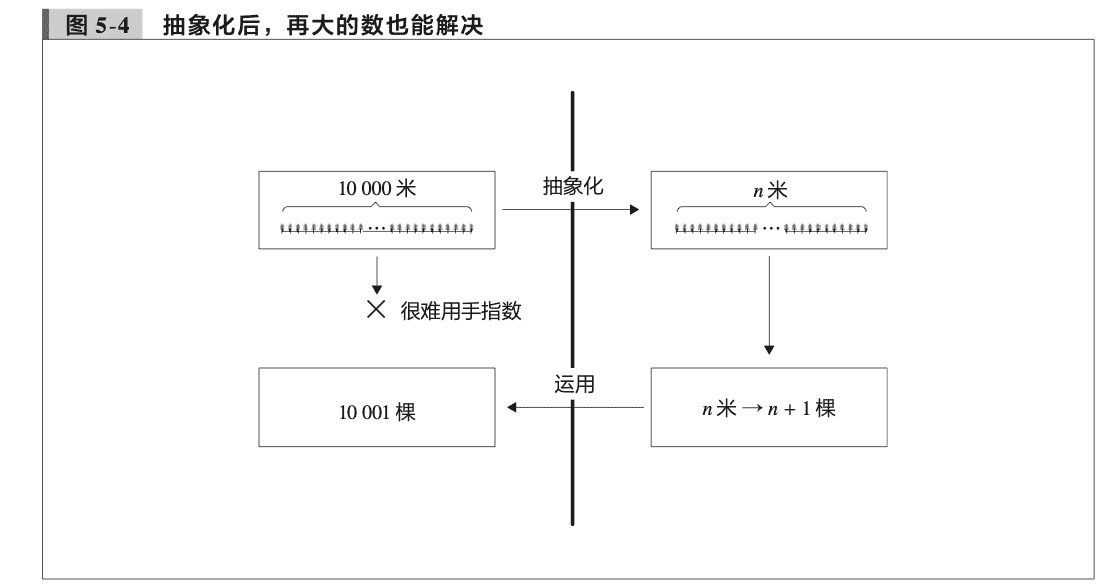 图 5-4 抽象化后，再大的数也能解决
10 000 米
抽象化
n 米
× 很难用手指数
运用
10 001 棵
n 米 → n + 1 棵